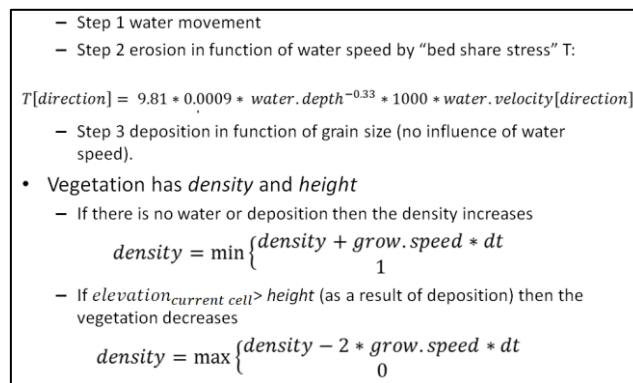 – Step 1 water movement
– Step 2 erosion in function of water speed by “bed share stress” T:
T[direction] = 9.81 * 0.0009 * water.depth^−0.33 * 1000 * water.velocity[direction]
– Step 3 deposition in function of grain size (no influence of water
speed).
• Vegetation has density and height
– If there is no water or deposition then the density increases
density = min{density + grow.speed * dt
1
– If elevation_current cell> height (as a result of deposition) then the
vegetation decreases
density = max{density − 2 * grow.speed * dt
0